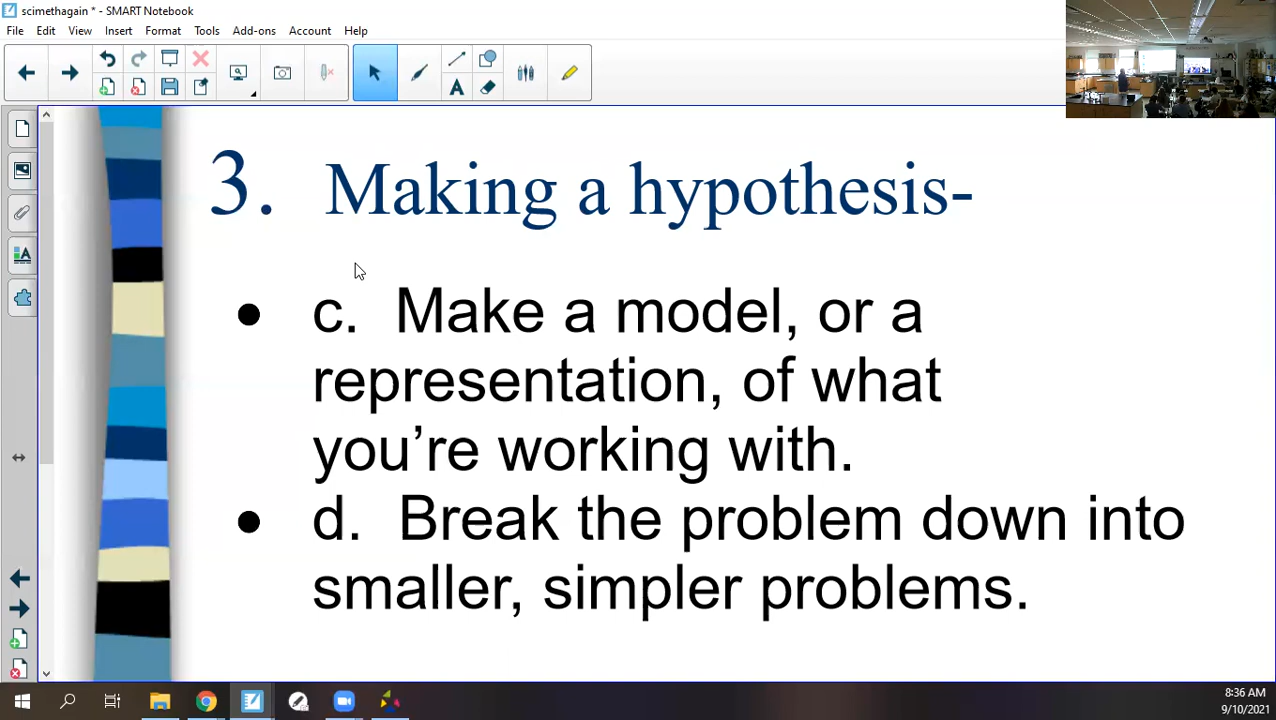 scimethagain * - SMART Notebook
File Edit View Insert Format Tools Add-ons Account Help
3. Making a hypothesis-
• c. Make a model, or a
representation, of what
you’re working with.
• d. Break the problem down into
smaller, simpler problems.
8:36 AM
9/10/2021